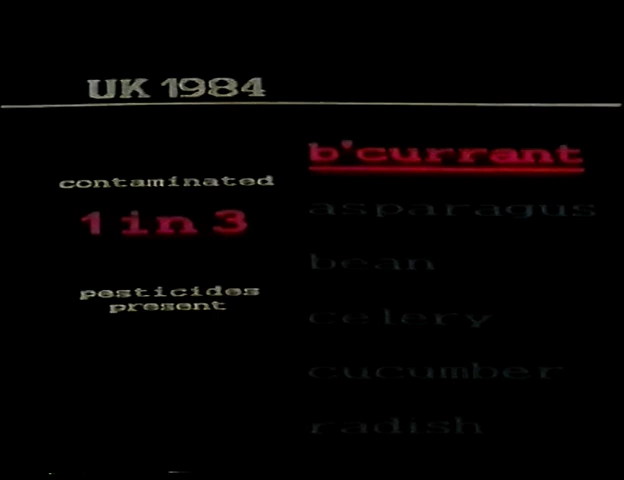 UK 1984
contaminated
1 in 3
pesticides
present
b'currant
asparagus
bean
celery
cucumber
radish